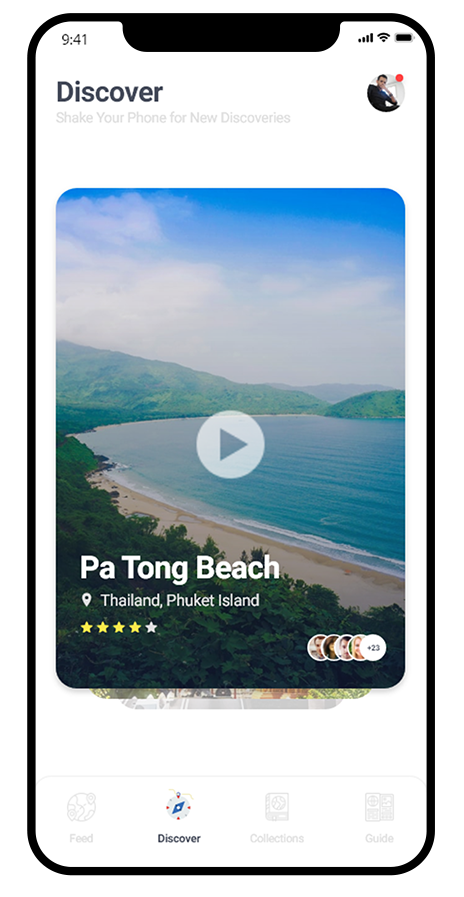 9:41
Discover
Shake Your Phone for New Discoveries
Pa Tong Beach
Thailand, Phuket Island
+23
Feed
Discover
Collections
Guide